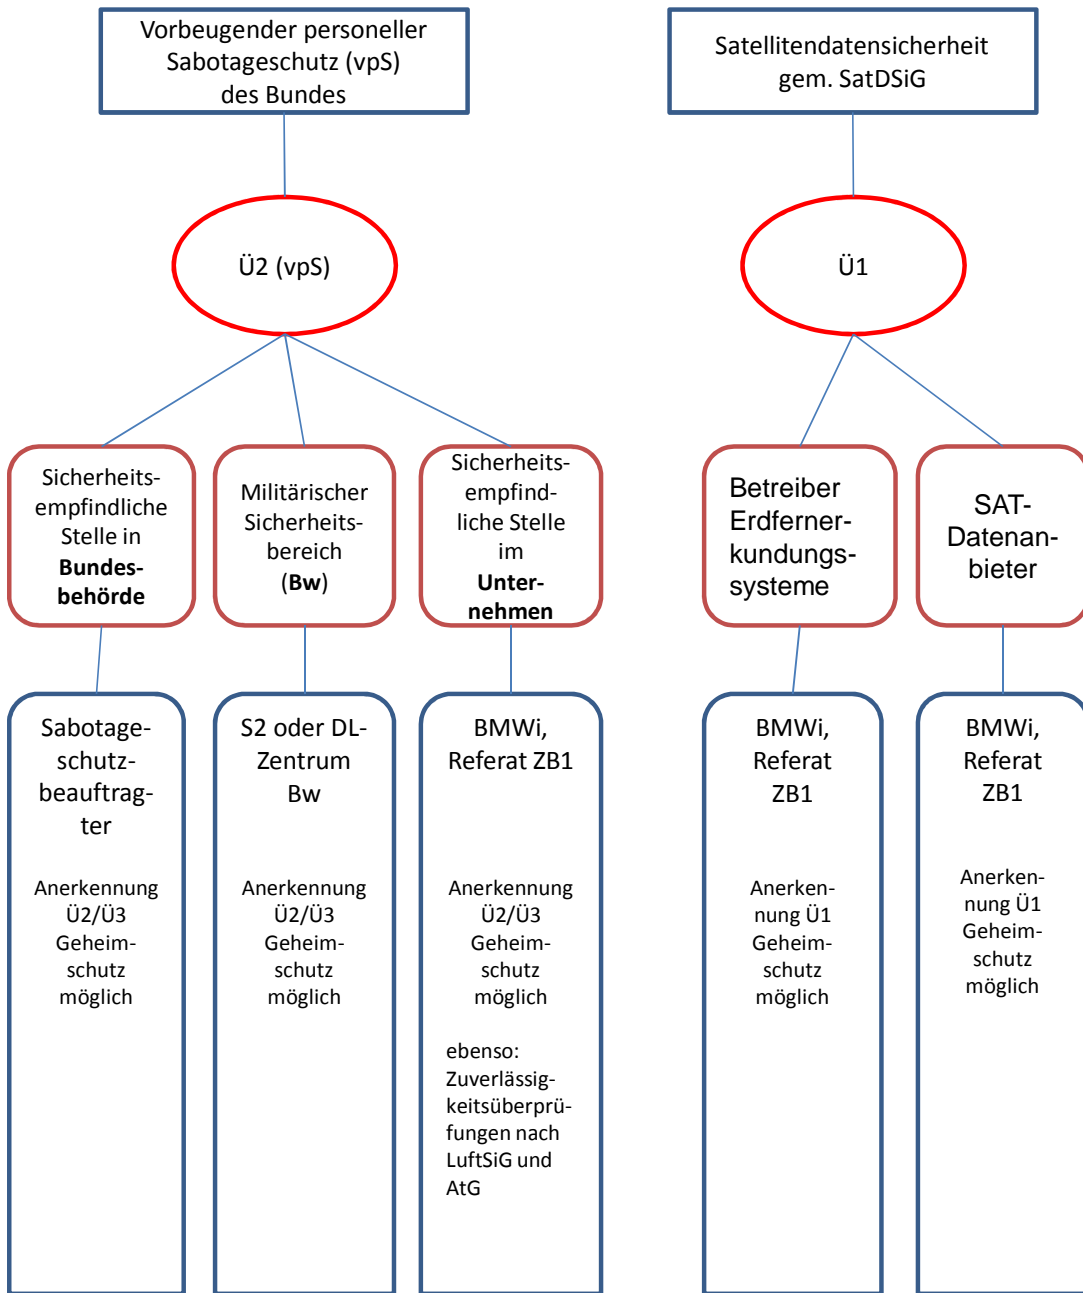 Vorbeugender personeller
Sabotageschutz (vpS)
des Bundes
Satellitendatensicherheit
gem. SatDSiG
Ü2 (vpS)
Ü1
Sicherheits-
empfindliche
Stelle in
Bundes-
behörde
Militärischer
Sicherheits-
bereich
(Bw)
Sicherheits-
empfind-
liche Stelle
im
Unter-
nehmen
Betreiber
Erdferner-
kundungs-
systeme
SAT-
Datenan-
bieter
Sabotage-
schutz-
beauftrag-
ter
Anerkennung
Ü2/Ü3
Geheim-
schutz
möglich
S2 oder DL-
Zentrum
Bw
Anerkennung
Ü2/Ü3
Geheim-
schutz
möglich
BMWi,
Referat ZB1
Anerkennung
Ü2/Ü3
Geheim-
schutz
möglich
ebenso:
Zuverlässig-
keitsüberprü-
fungen nach
LuftSiG und
AtG
BMWi,
Referat
ZB1
Anerken-
nung Ü1
Geheim-
schutz
möglich
BMWi,
Referat
ZB1
Anerken-
nung Ü1
Geheim-
schutz
möglich